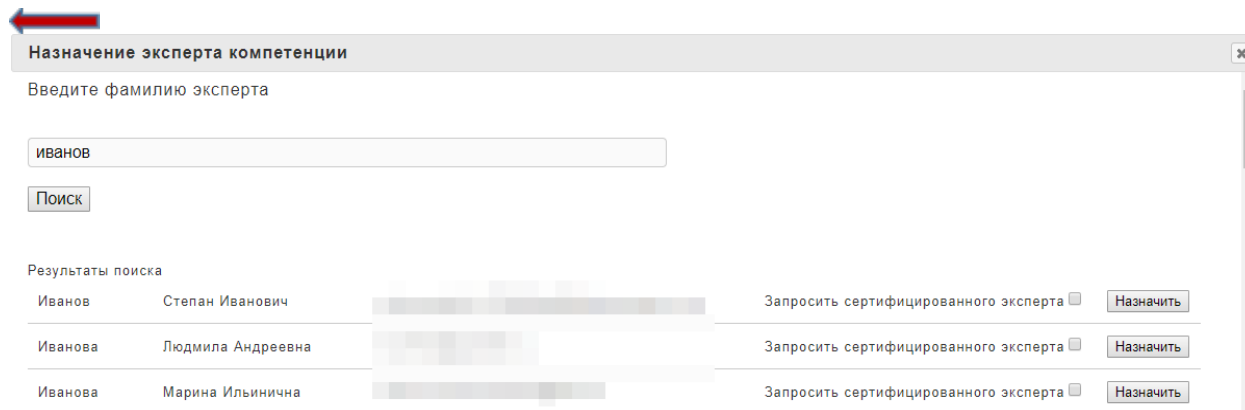 Назначение эксперта компетенции
Введите фамилию эксперта
иванов
Поиск
Результаты поиска
Иванов Степан Иванович Запросить сертифицированного эксперта Назначить
Иванова Людмила Андреевна Запросить сертифицированного эксперта Назначить
Иванова Марина Ильинична Запросить сертифицированного эксперта Назначить